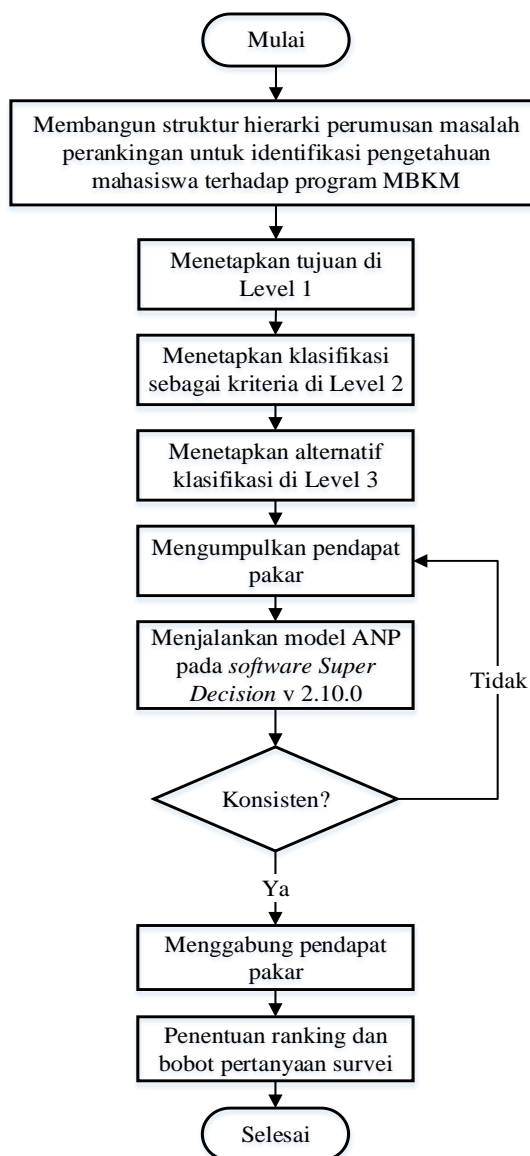 Mulai
Membangun struktur hierarki perumusan masalah
perankingan untuk identifikasi pengetahuan
mahasiswa terhadap program MBKM
Menetapkan tujuan di
Level 1
Menetapkan klasifikasi
sebagai kriteria di Level 2
Menetapkan alternatif
klasifikasi di Level 3
Mengumpulkan pendapat
pakar
Menjalankan model ANP
pada software Super
Decision v 2.10.0
Tidak
Konsisten?
Ya
Menggabung pendapat
pakar
Penentuan ranking dan
bobot pertanyaan survei
Selesai